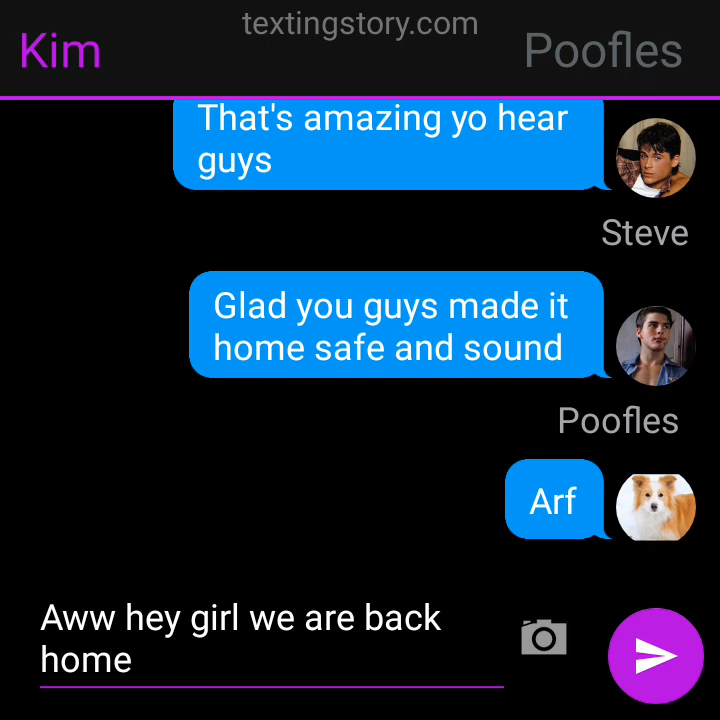 textingstory.com
Kim
Poofles
That's amazing yo hear
guys
Steve
Glad you guys made it
home safe and sound
Poofles
Arf
Aww hey girl we are back
home